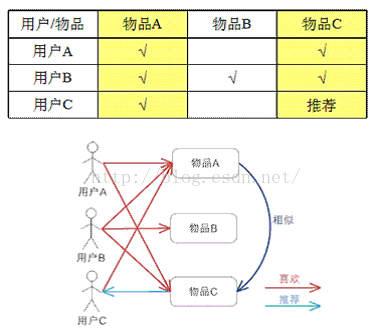 用户/物品 物品A 物品B 物品C
用户A √ √
用户B √ √ √
用户C √ 推荐
物品A
http://blog.csdn.net/
用户A
相似
物品B
用户B
喜欢
物品C
推荐
用户C